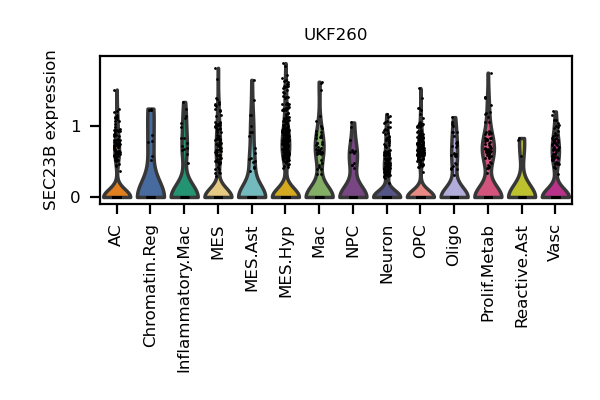 UKF260
SEC23B expression
1
0
AC
Chromatin.Reg
Inflammatory.Mac
MES
MES.Ast
MES.Hyp
Mac
NPC
Neuron
OPC
Oligo
Prolif.Metab
Reactive.Ast
Vasc